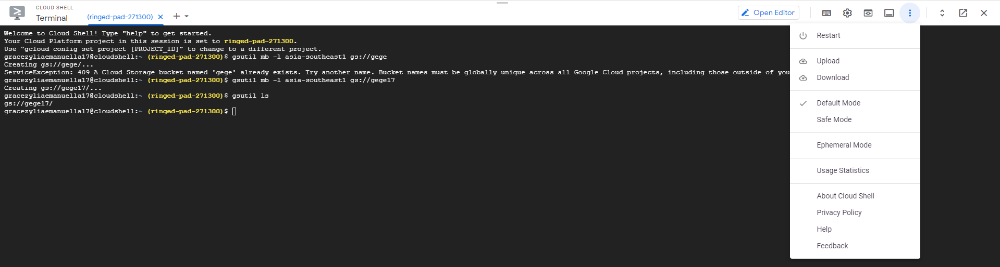 CLOUD SHELL
Terminal
(ringed-pad-271300)
Open Editor
Welcome to Cloud Shell! Type "help" to get started.
Your Cloud Platform project in this session is set to ringed-pad-271300.
Use “gcloud config set project [PROJECT_ID]” to change to a different project.
gracezyliaemanuella17@cloudshell:~ (ringed-pad-271300)$ gsutil mb -l asia-southeast1 gs://gege
Creating gs://gege/...
ServiceException: 409 A Cloud Storage bucket named 'gege' already exists. Try another name. Bucket names must be globally unique across all Google Cloud projects, including those outside of you
gracezyliaemanuella17@cloudshell:~ (ringed-pad-271300)$ gsutil mb -l asia-southeast1 gs://gege17
Creating gs://gege17/...
gracezyliaemanuella17@cloudshell:~ (ringed-pad-271300)$ gsutil ls
gs://gege17/
gracezyliaemanuella17@cloudshell:~ (ringed-pad-271300)$
Restart
Upload
Download
Default Mode
Safe Mode
Ephemeral Mode
Usage Statistics
About Cloud Shell
Privacy Policy
Help
Feedback